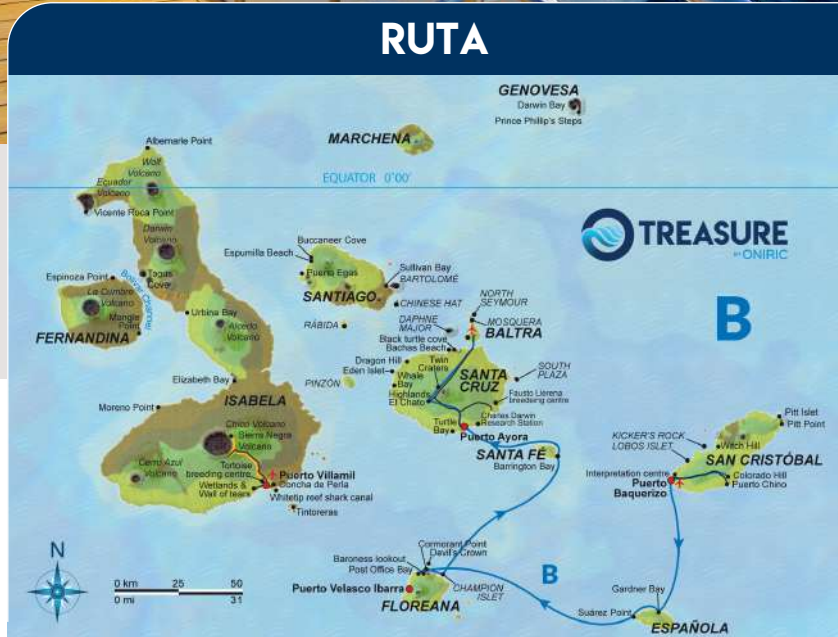 RUTA
GENOVESA
Darwin Bay
Prince Phillip's Steps
MARCHENA
Albemarle Point
Wolf
Volcano
Ecuador
Volcano
EQUATOR 0°00'
Vicente Roca Point
Darwin
Volcano
TREASURE
BY ONIRIC
Buccaneer Cove
Espumilla Beach
Puerto Egas
Sullivan Bay
BARTOLOMÉ
SANTIAGO
CHINESE HAT
Espinoza Point
Bolivar Channel
Tagus
Cove
La Cumbre
Volcano
Mangle
Point
FERNANDINA
Urbina Bay
Alcedo
Volcano
RÁBIDA
NORTH
SEYMOUR
DAPHNE
MAJOR
MOSQUERA
BALTRA
B
Black turtle cove
Bachas Beach
Dragon Hill
Eden Islet
Twin
Craters
Whale
Bay
SANTA
CRUZ
SOUTH
PLAZA
PINZÓN
Highlands
El Chato
Fausto Llerena
breedeing centre
Elizabeth Bay
Moreno Point
ISABELA
Chico Volcano
Sierra Negra
Volcano
Charles Darwin
Research Station
Turtle
Bay
Puerto Ayora
SANTA FÉ
Barrington Bay
Pitt Islet
Pitt Point
KICKER'S ROCK
LOBOS ISLET
Witch Hill
SAN CRISTÓBAL
Interpretation centre
Colorado Hill
Puerto Chino
Puerto
Baquerizo
Cerro Azul
Volcano
Tortoise
breeding centre
Puerto Villamil
Concha de Perla
Wetlands &
Wall of tears
Whitetip reef shark canal
Tintoreras
Cormorant Point
Devil's Crown
Baroness lookout
Post Office Bay
B
N
0 km 25 50
0 mi 31
Puerto Velasco Ibarra
CHAMPION
ISLET
FLOREANA
Gardner Bay
Suárez Point
ESPAÑOLA